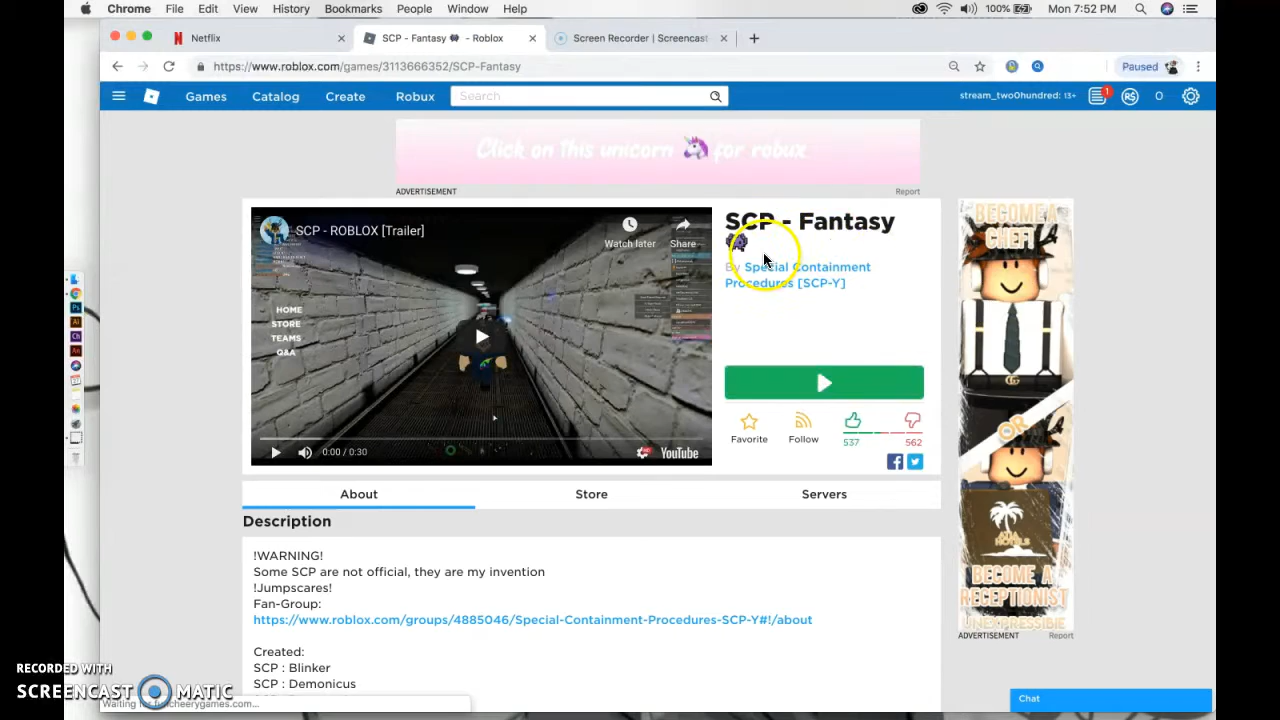 Chrome File Edit View History Bookmarks People Window Help 100% Mon 7:52 PM
Netflix SCP - Fantasy - Roblox Screen Recorder | Screencast
https://www.roblox.com/games/3113666352/SCP-Fantasy Paused
Games Catalog Create Robux Search stream_two0hundred: 13+ 1 R$ 0
Click on this unicorn for robux
ADVERTISEMENT Report
SCP - ROBLOX [Trailer]
Watch later Share
HOME
STORE
TEAMS
Q&A
0:00 / 0:30 YouTube
SCP - Fantasy
By Special Containment
Procedures [SCP-Y]
Favorite Follow 537 562
BECOME A
CHEF!
OR
HOTELS
BECOME A
RECEPTIONIST
ADVERTISEMENT Report
About Store Servers
Description
!WARNING!
Some SCP are not official, they are my invention
!Jumpscares!
Fan-Group:
https://www.roblox.com/groups/4885046/Special-Containment-Procedures-SCP-Y#!/about
Created:
SCP : Blinker
SCP : Demonicus
Chat
RECORDED WITH
SCREENCAST MATIC